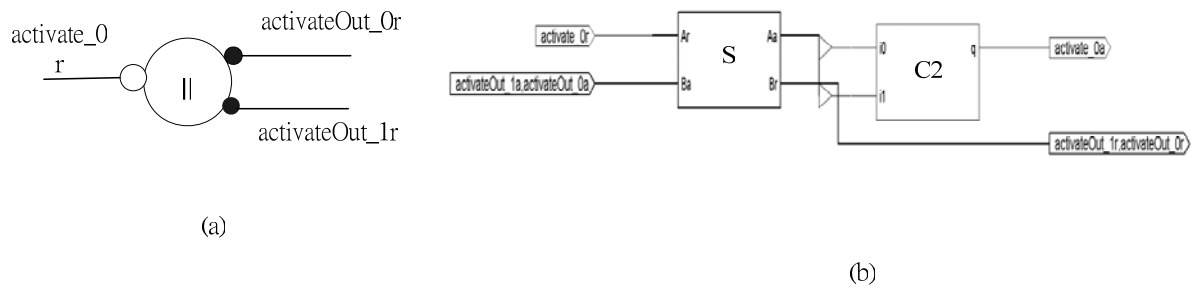 activate_0
r
||
activateOut_0r
activateOut_1r
(a)
activate_0r
activateOut_1a,activateOut_0a
Ar
Ba
S
Aa
Br
i0
i1
C2
q
activate_0a
activateOut_1r,activateOut_0r
(b)